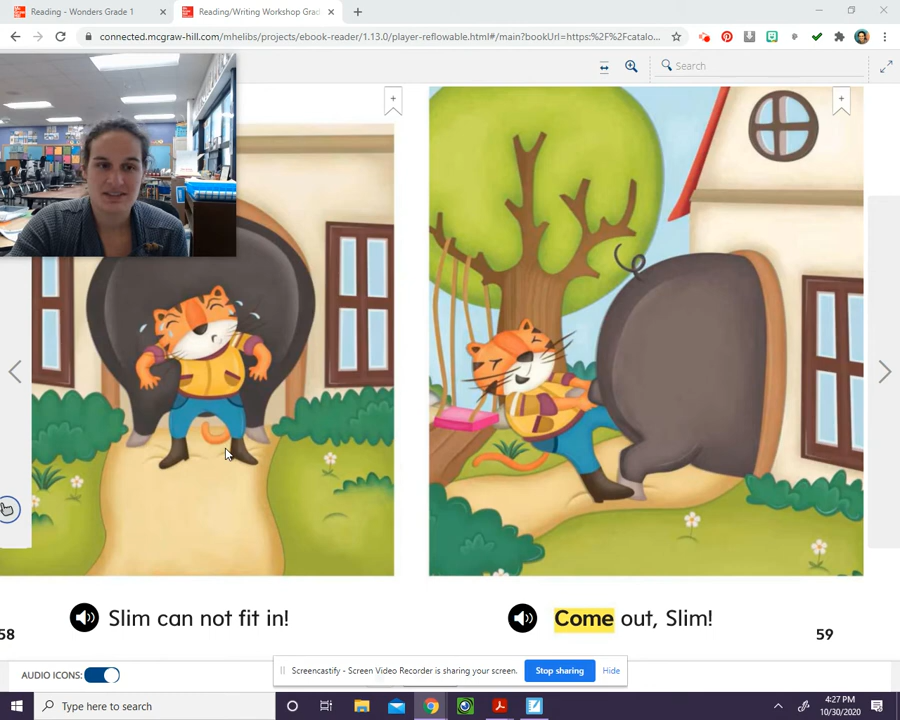 Reading - Wonders Grade 1
Reading/Writing Workshop Grad
connected.mcgraw-hill.com/mhelibs/projects/ebook-reader/1.13.0/player-reflowable.html#/main?bookUrl=https:%2F%2Fcatalo...
Search
Slim can not fit in!
58
Come out, Slim!
59
AUDIO ICONS:
Screencastify - Screen Video Recorder is sharing your screen.
Stop sharing
Hide
Type here to search
4:27 PM
10/30/2020